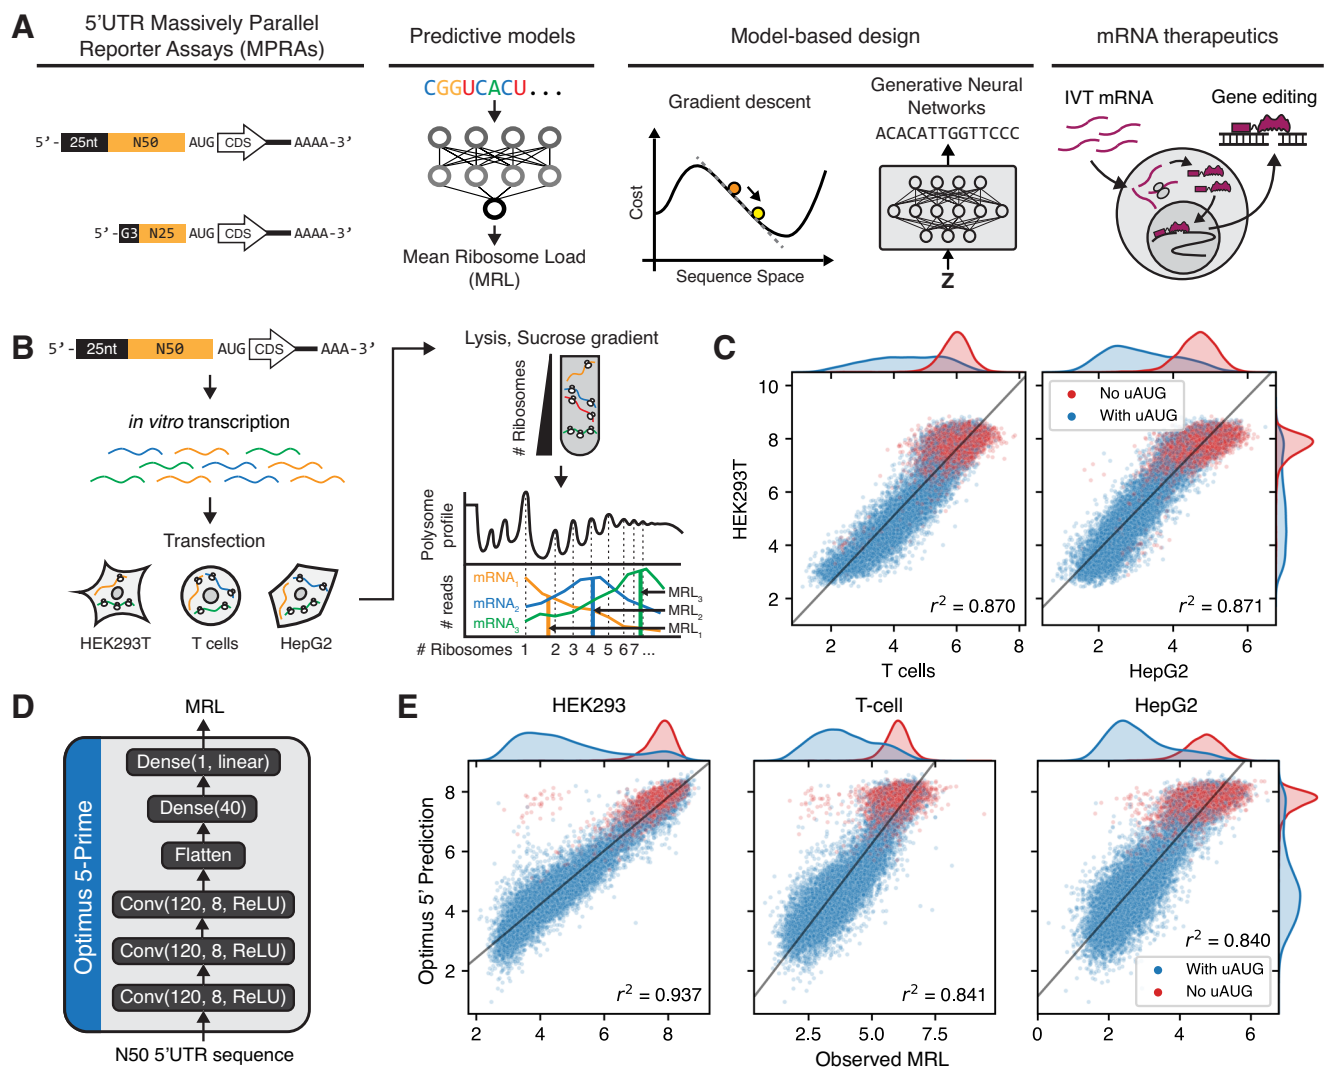 A
5'UTR Massively Parallel
Reporter Assays (MPRAs)
5'-25nt N50 AUG CDS AAAA-3'
5'-G3 N25 AUG CDS AAAA-3'
Predictive models
CGGUCACU...
Mean Ribosome Load
(MRL)
Model-based design
Gradient descent
Cost
Sequence Space
Generative Neural
Networks
ACACATTGGTTCCC
Z
mRNA therapeutics
IVT mRNA
Gene editing
B
5'-25nt N50 AUG CDS AAA-3'
in vitro transcription
Transfection
HEK293T
T cells
HepG2
Lysis, Sucrose gradient
# Ribosomes
Polysome
profile
# reads
mRNA1
mRNA2
mRNA3
MRL3
MRL2
MRL1
# Ribosomes 1 2 3 4 5 6 7 ...
C
HEK293T
10
8
6
4
2
r2 = 0.870
2 4 6 8
T cells
No uAUG
With uAUG
r2 = 0.871
2 4 6
HepG2
D
MRL
Optimus 5-Prime
Dense(1, linear)
Dense(40)
Flatten
Conv(120, 8, ReLU)
Conv(120, 8, ReLU)
Conv(120, 8, ReLU)
N50 5'UTR sequence
E
HEK293
Optimus 5' Prediction
8
6
4
2
r2 = 0.937
2 4 6 8
T-cell
r2 = 0.841
2.5 5.0 7.5
Observed MRL
HepG2
r2 = 0.840
With uAUG
No uAUG
0 2 4 6